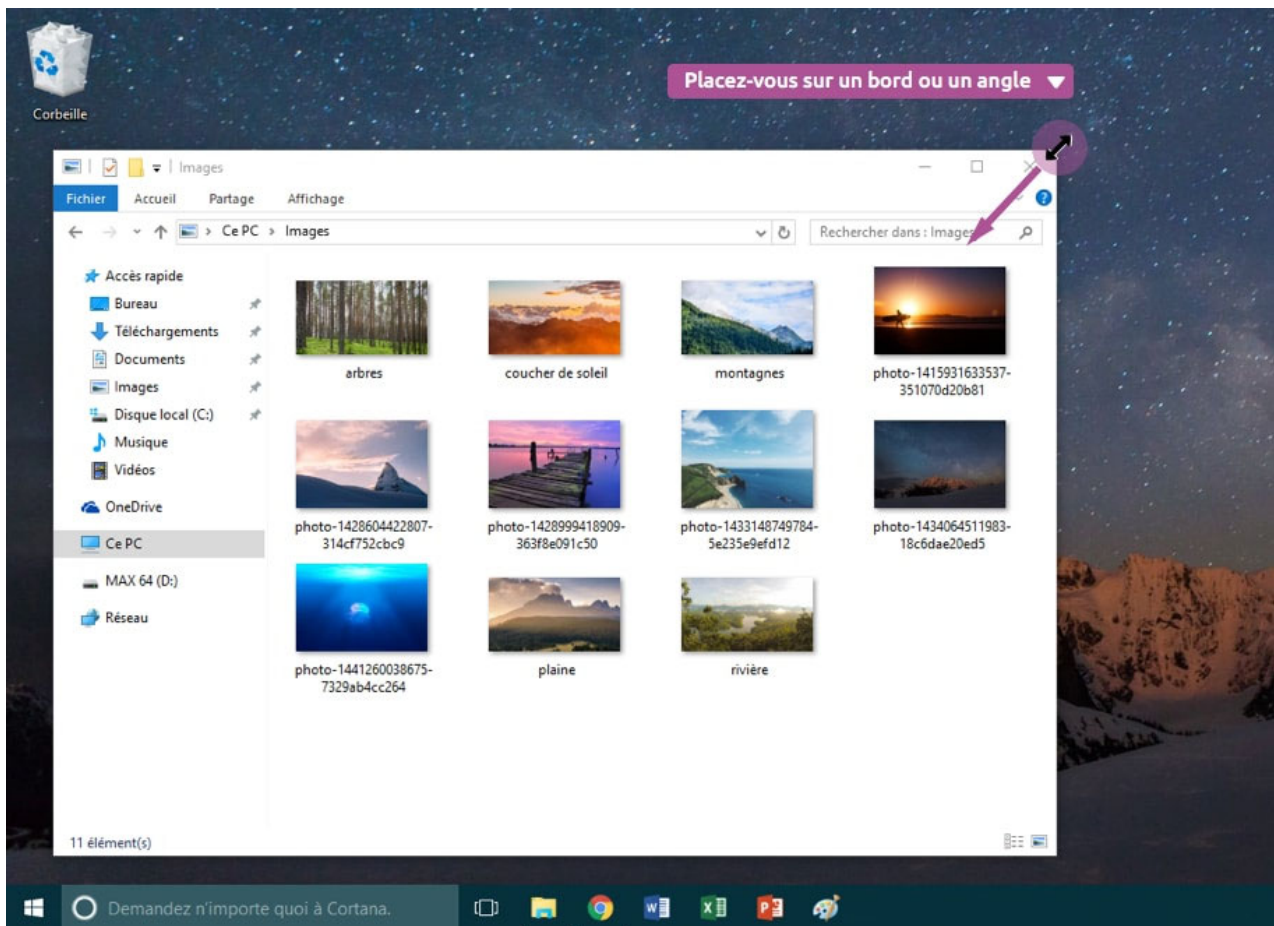 Corbeille
Placez-vous sur un bord ou un angle
Images
Fichier Accueil Partage Affichage
Ce PC > Images
Rechercher dans : Images
Accès rapide
Bureau
Téléchargements
Documents
Images
Disque local (C:)
Musique
Vidéos
OneDrive
Ce PC
MAX 64 (D:)
Réseau
arbres
coucher de soleil
montagnes
photo-1415931633537-
351070d20b81
photo-1428604422807-
314cf752cbc9
photo-1428999418909-
363f8e091c50
photo-1433148749784-
5e235e9efd12
photo-1434064511983-
18c6dae20ed5
photo-1441260038675-
7329ab4cc264
plaine
rivière
11 élément(s)
Demandez n'importe quoi à Cortana.